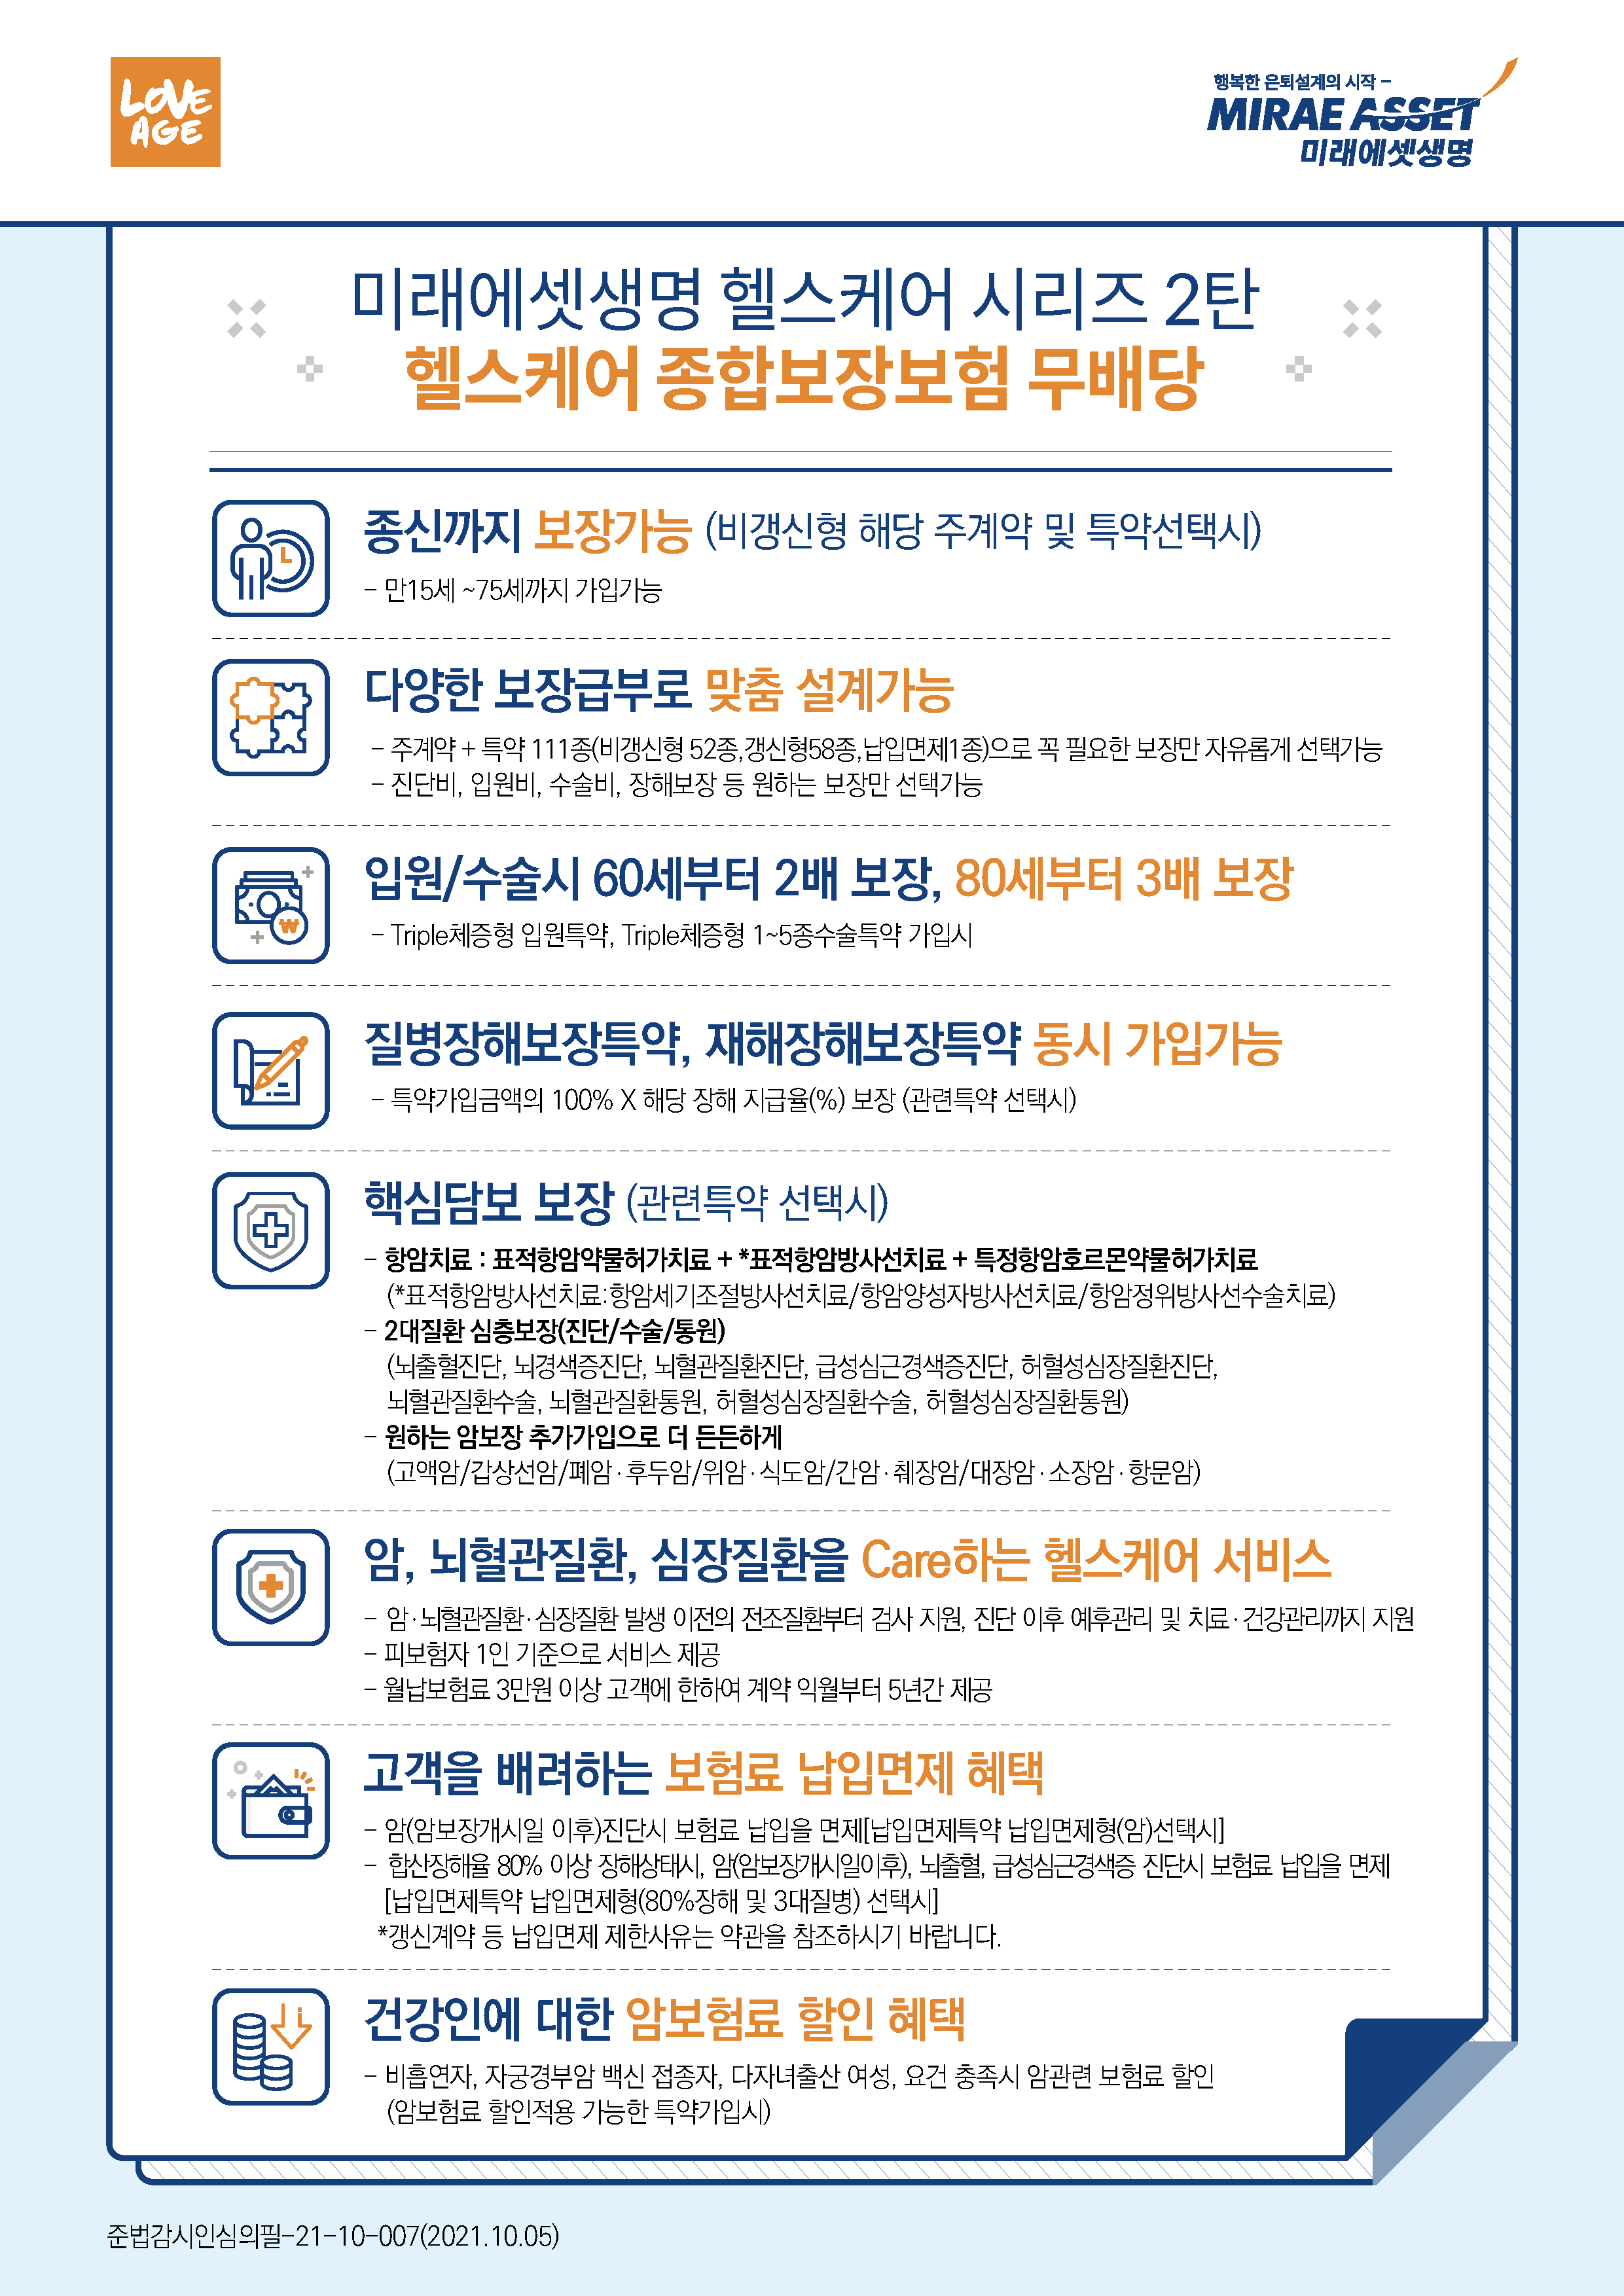 LOVE
AGE
행복한 은퇴설계의 시작 -
MIRAE ASSET
미래에셋생명
미래에셋생명 헬스케어 시리즈 2탄
헬스케어 종합보장보험 무배당
종신까지 보장가능 (비갱신형 해당 주계약 및 특약선택시)
- 만15세 ~75세까지 가입가능
다양한 보장급부로 맞춤 설계가능
- 주계약 + 특약 111종(비갱신형 52종,갱신형58종,납입면제1종)으로 꼭 필요한 보장만 자유롭게 선택가능
- 진단비, 입원비, 수술비, 장해보장 등 원하는 보장만 선택가능
입원/수술시 60세부터 2배 보장, 80세부터 3배 보장
- Triple체증형 입원특약, Triple체증형 1~5종수술특약 가입시
질병장해보장특약, 재해장해보장특약 동시 가입가능
- 특약가입금액의 100% X 해당 장해 지급율(%) 보장 (관련특약 선택시)
핵심담보 보장 (관련특약 선택시)
- 항암치료 : 표적항암약물허가치료 + *표적항암방사선치료 + 특정항암호르몬약물허가치료
(*표적항암방사선치료:항암세기조절방사선치료/항암양성자방사선치료/항암정위방사선수술치료)
- 2대질환 심층보장(진단/수술/통원)
(뇌출혈진단, 뇌경색증진단, 뇌혈관질환진단, 급성심근경색증진단, 허혈성심장질환진단,
뇌혈관질환수술, 뇌혈관질환통원, 허혈성심장질환수술, 허혈성심장질환통원)
- 원하는 암보장 추가가입으로 더 든든하게
(고액암/갑상선암/폐암·후두암/위암·식도암/간암·췌장암/대장암·소장암·항문암)
암, 뇌혈관질환, 심장질환을 Care하는 헬스케어 서비스
- 암·뇌혈관질환·심장질환 발생 이전의 전조질환부터 검사 지원, 진단 이후 예후관리 및 치료·건강관리까지 지원
- 피보험자 1인 기준으로 서비스 제공
- 월납보험료 3만원 이상 고객에 한하여 계약 익월부터 5년간 제공
고객을 배려하는 보험료 납입면제 혜택
- 암(암보장개시일 이후)진단시 보험료 납입을 면제[납입면제특약 납입면제형(암)선택시]
- 합산장해율 80% 이상 장해상태시, 암(암보장개시일이후), 뇌출혈, 급성심근경색증 진단시 보험료 납입을 면제
[납입면제특약 납입면제형(80%장해 및 3대질병) 선택시]
*갱신계약 등 납입면제 제한사유는 약관을 참조하시기 바랍니다.
건강인에 대한 암보험료 할인 혜택
- 비흡연자, 자궁경부암 백신 접종자, 다자녀출산 여성, 요건 충족시 암관련 보험료 할인
(암보험료 할인적용 가능한 특약가입시)
준법감시인심의필-21-10-007(2021.10.05)